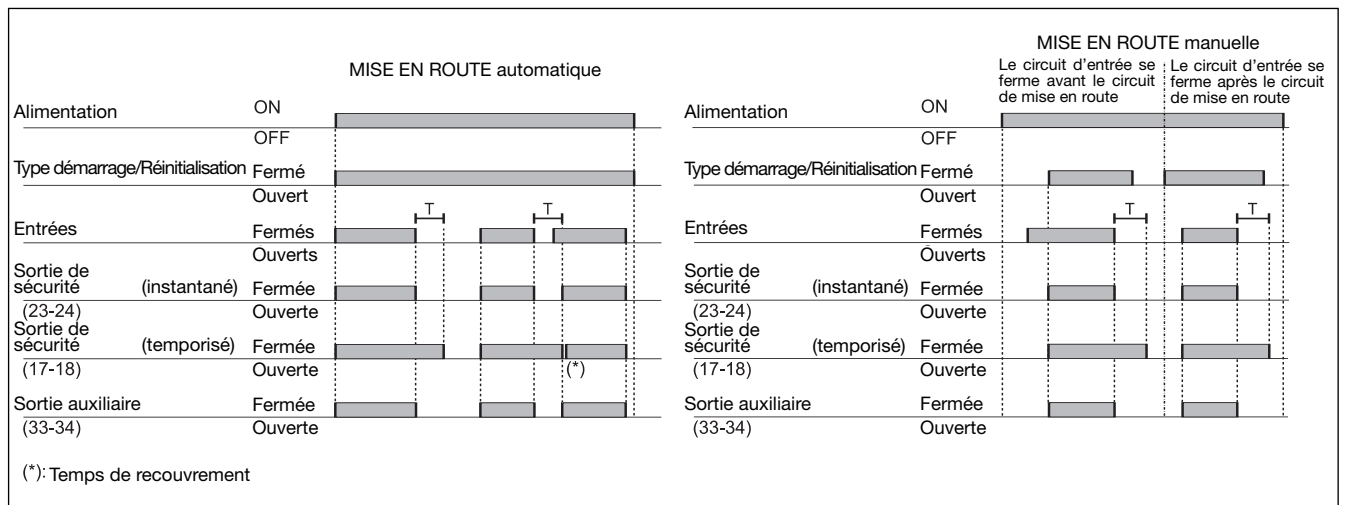 MISE EN ROUTE automatique
Alimentation
ON
OFF
Type démarrage/Réinitialisation
Fermé
Ouvert
T
T
Entrées
Fermés
Ouverts
Sortie de
sécurité (instantané) Fermée
(23-24) Ouverte
Sortie de
sécurité (temporisé) Fermée
(17-18) Ouverte
(*)
Sortie auxiliaire Fermée
(33-34) Ouverte
(*): Temps de recouvrement
MISE EN ROUTE manuelle
Le circuit d'entrée se
ferme avant le circuit
de mise en route
Le circuit d'entrée se
ferme après le circuit
de mise en route
Alimentation
ON
OFF
Type démarrage/Réinitialisation
Fermé
Ouvert
T
T
Entrées
Fermés
Ouverts
Sortie de
sécurité (instantané) Fermée
(23-24) Ouverte
Sortie de
sécurité (temporisé) Fermée
(17-18) Ouverte
Sortie auxiliaire Fermée
(33-34) Ouverte